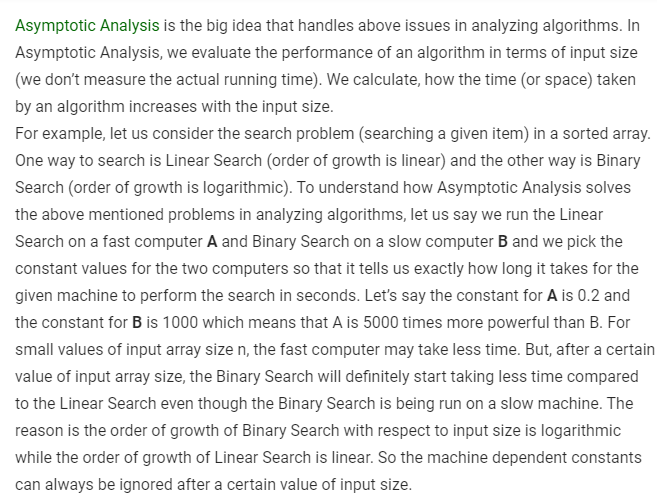 Asymptotic Analysis is the big idea that handles above issues in analyzing algorithms. In
Asymptotic Analysis, we evaluate the performance of an algorithm in terms of input size
(we don’t measure the actual running time). We calculate, how the time (or space) taken
by an algorithm increases with the input size.
For example, let us consider the search problem (searching a given item) in a sorted array.
One way to search is Linear Search (order of growth is linear) and the other way is Binary
Search (order of growth is logarithmic). To understand how Asymptotic Analysis solves
the above mentioned problems in analyzing algorithms, let us say we run the Linear
Search on a fast computer A and Binary Search on a slow computer B and we pick the
constant values for the two computers so that it tells us exactly how long it takes for the
given machine to perform the search in seconds. Let’s say the constant for A is 0.2 and
the constant for B is 1000 which means that A is 5000 times more powerful than B. For
small values of input array size n, the fast computer may take less time. But, after a certain
value of input array size, the Binary Search will definitely start taking less time compared
to the Linear Search even though the Binary Search is being run on a slow machine. The
reason is the order of growth of Binary Search with respect to input size is logarithmic
while the order of growth of Linear Search is linear. So the machine dependent constants
can always be ignored after a certain value of input size.